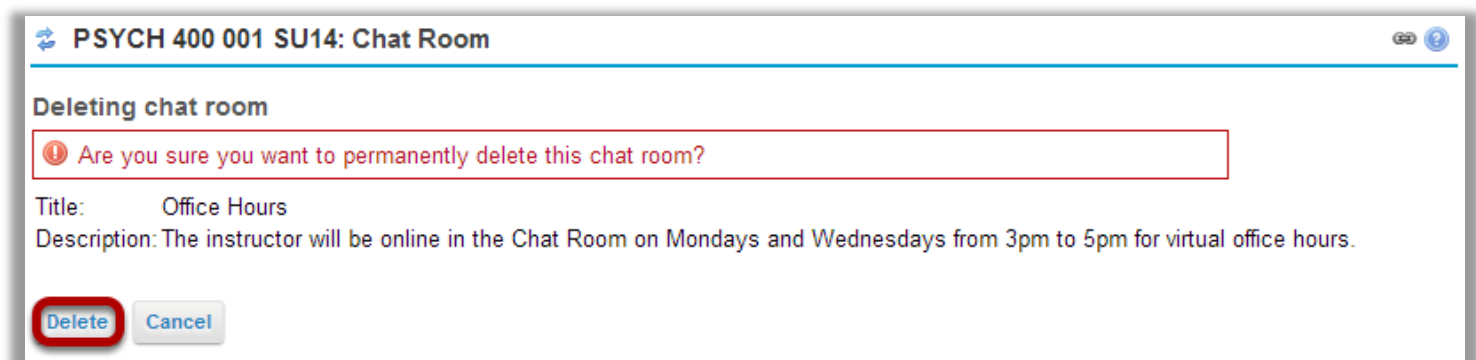 PSYCH 400 001 SU14: Chat Room
Deleting chat room
Are you sure you want to permanently delete this chat room?
Title: Office Hours
Description: The instructor will be online in the Chat Room on Mondays and Wednesdays from 3pm to 5pm for virtual office hours.
Delete Cancel